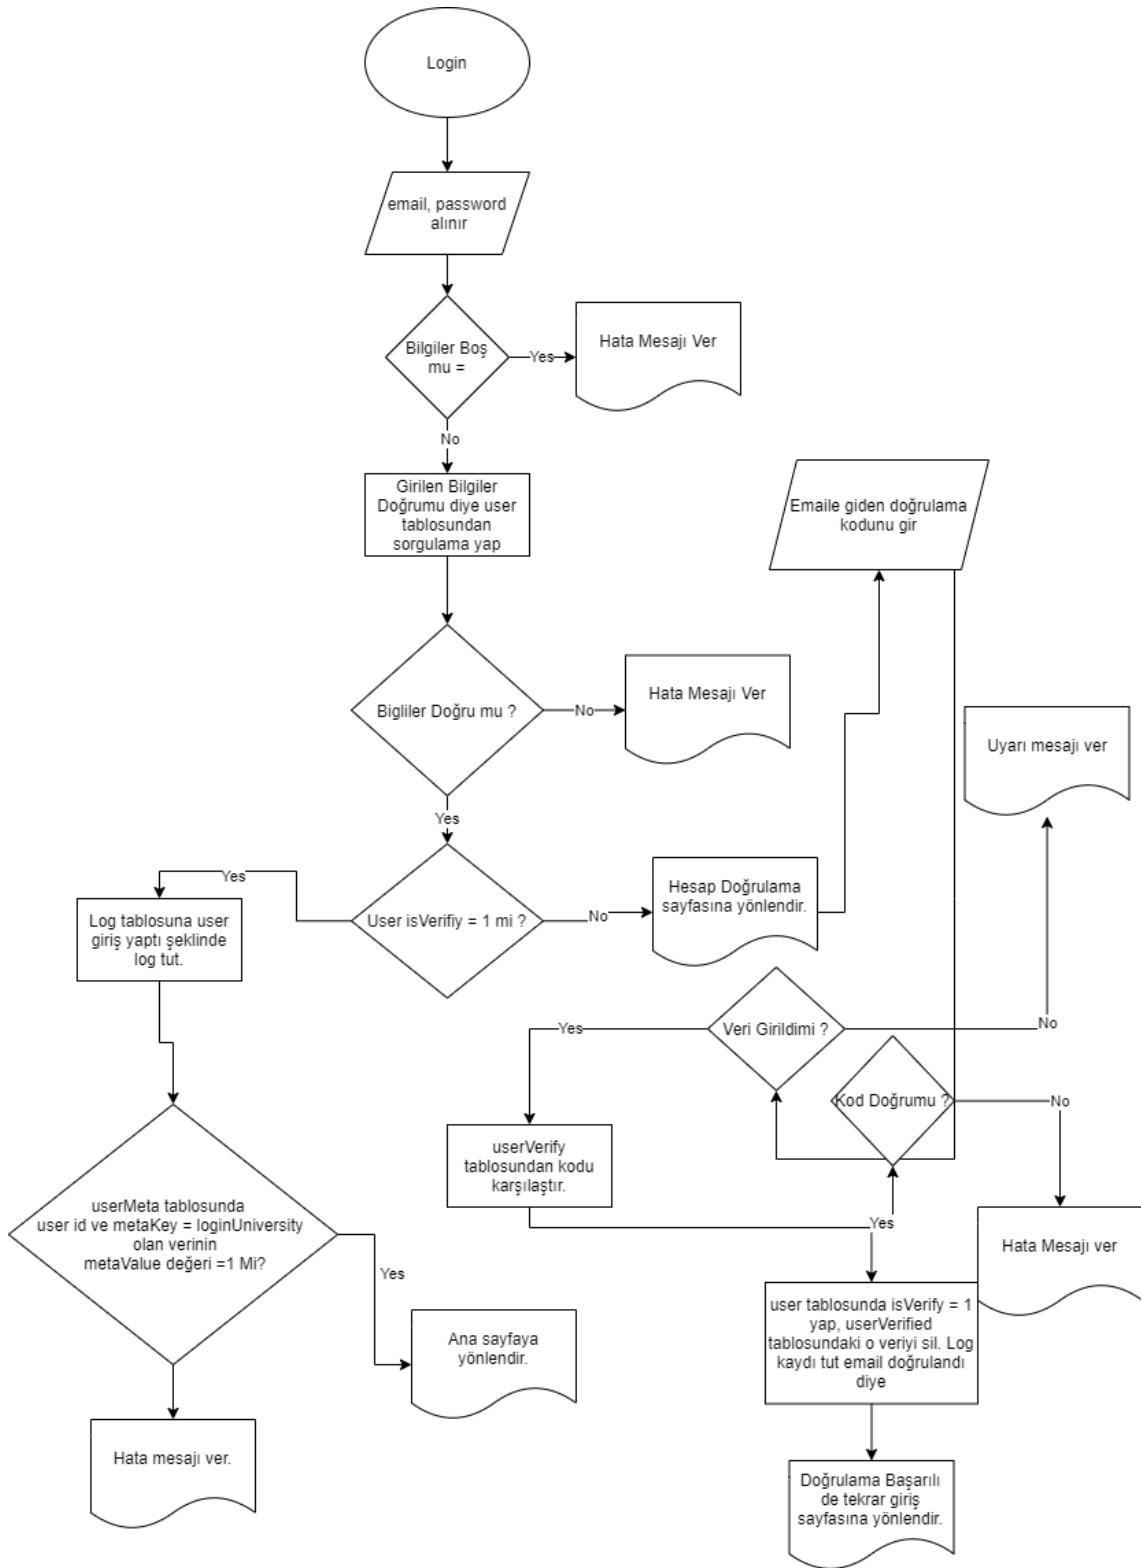 Login
email, password
alınır
Bilgiler Boş
mu =
Yes
Hata Mesajı Ver
No
Girilen Bilgiler
Doğrumu diye user
tablosundan
sorgulama yap
Emaile giden doğrulama
kodunu gir
Bigliler Doğru mu ?
No
Hata Mesajı Ver
Uyarı mesajı ver
Yes
User isVerifiy = 1 mi ?
Yes
No
Hesap Doğrulama
sayfasına yönlendir.
Log tablosuna user
giriş yaptı şeklinde
log tut.
Veri Girildimi ?
Yes
No
Kod Doğrumu ?
No
userVerify
tablosundan kodu
karşılaştır.
Yes
userMeta tablosunda
user id ve metaKey = loginUniversity
olan verinin
metaValue değeri =1 Mi?
Yes
Hata Mesajı ver
user tablosunda isVerify = 1
yap, userVerified
tablosundaki o veriyi sil. Log
kaydı tut email doğrulandı
diye
Ana sayfaya
yönlendir.
Hata mesajı ver.
Doğrulama Başarılı
de tekrar giriş
sayfasına yönlendir.